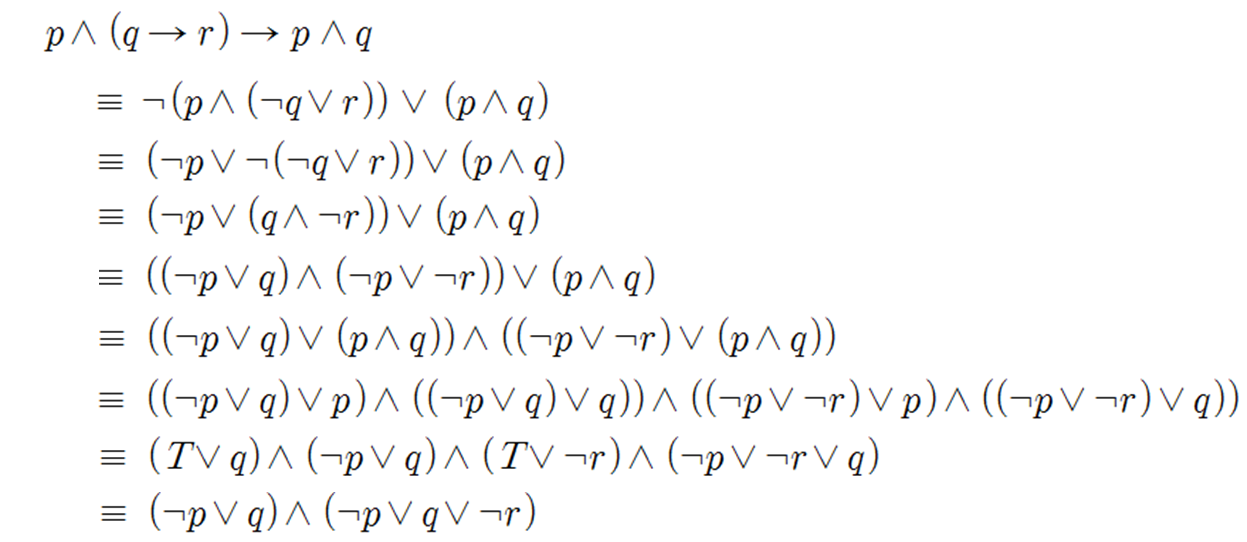 p ∧ (q → r) → p ∧ q
≡ ¬(p ∧ (¬q ∨ r)) ∨ (p ∧ q)
≡ (¬p ∨ ¬(¬q ∨ r)) ∨ (p ∧ q)
≡ (¬p ∨ (q ∧ ¬r)) ∨ (p ∧ q)
≡ ((¬p ∨ q) ∧ (¬p ∨ ¬r)) ∨ (p ∧ q)
≡ ((¬p ∨ q) ∨ (p ∧ q)) ∧ ((¬p ∨ ¬r) ∨ (p ∧ q))
≡ ((¬p ∨ q) ∨ p) ∧ ((¬p ∨ q) ∨ q)) ∧ ((¬p ∨ ¬r) ∨ p) ∧ ((¬p ∨ ¬r) ∨ q))
≡ (T ∨ q) ∧ (¬p ∨ q) ∧ (T ∨ ¬r) ∧ (¬p ∨ ¬r ∨ q)
≡ (¬p ∨ q) ∧ (¬p ∨ q ∨ ¬r)